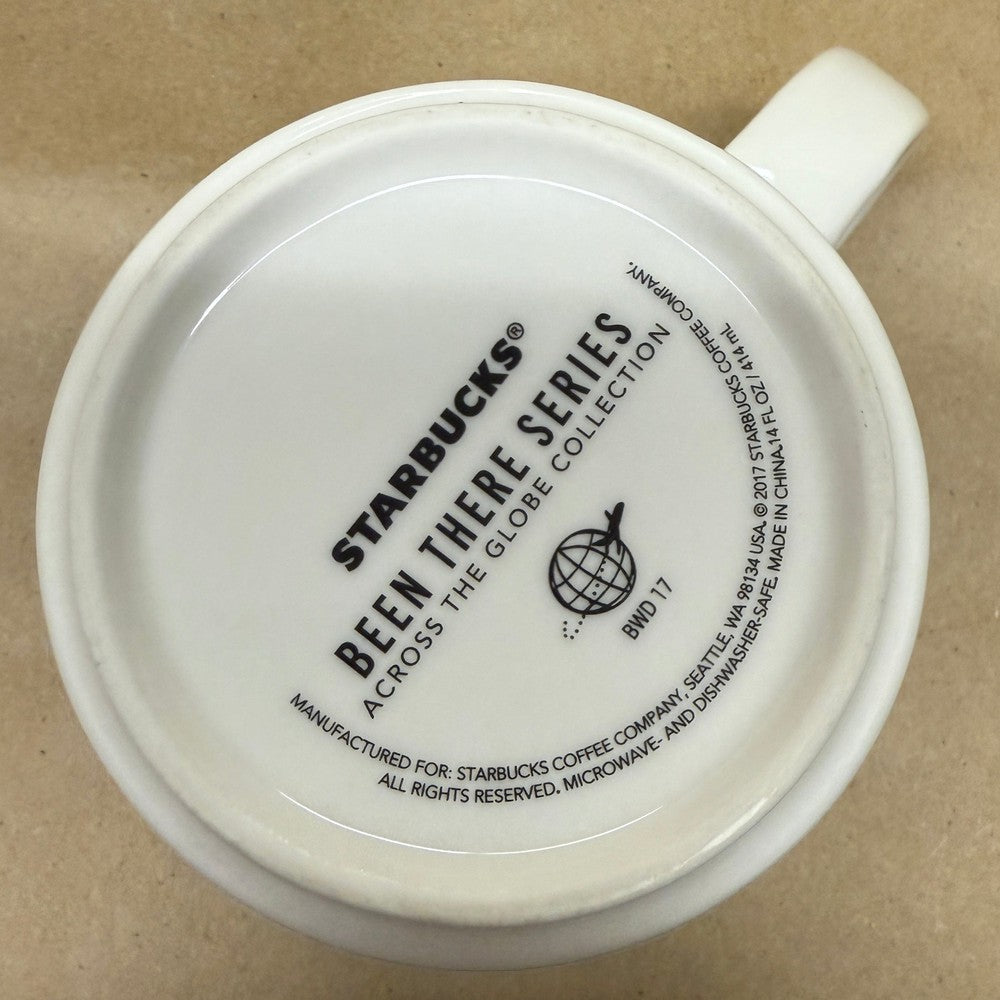 STARBUCKS®
BEEN THERE SERIES
ACROSS THE GLOBE COLLECTION
BWD 17
MANUFACTURED FOR: STARBUCKS COFFEE COMPANY, SEATTLE, WA 98134 USA. © 2017 STARBUCKS COFFEE COMPANY.
ALL RIGHTS RESERVED. MICROWAVE- AND DISHWASHER-SAFE. MADE IN CHINA.14 FL OZ / 414 mL